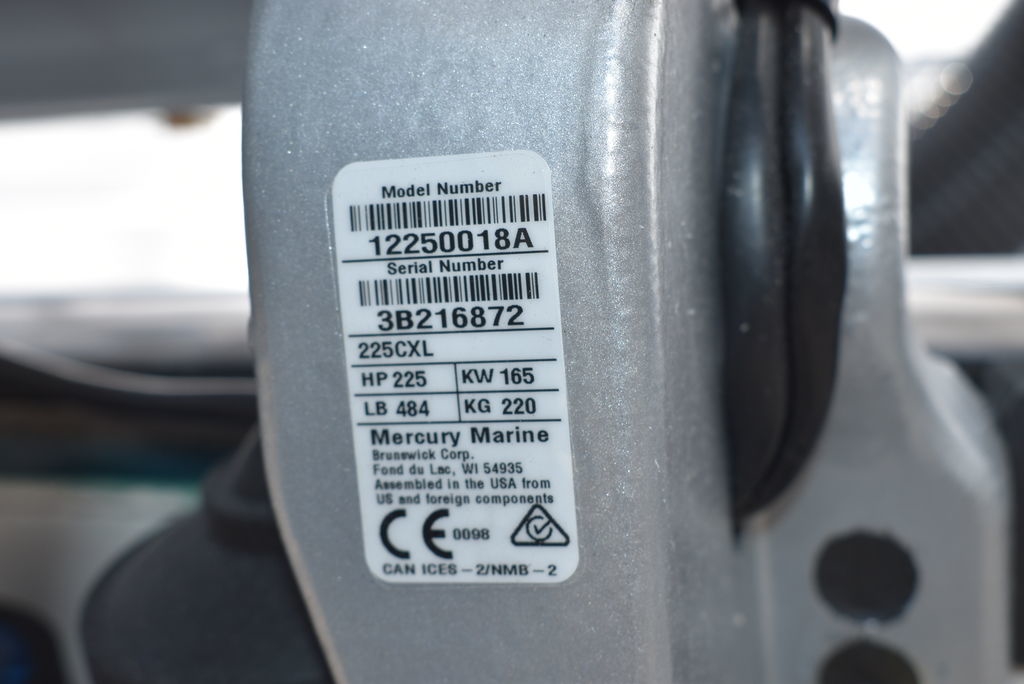 Model Number
12250018A
Serial Number
3B216872
225CXL
HP 225 KW 165
LB 484 KG 220
Mercury Marine
Brunswick Corp.
Fond du Lac, WI 54935
Assembled in the USA from
US and foreign components
CE 0098
CAN ICES-2/NMB-2